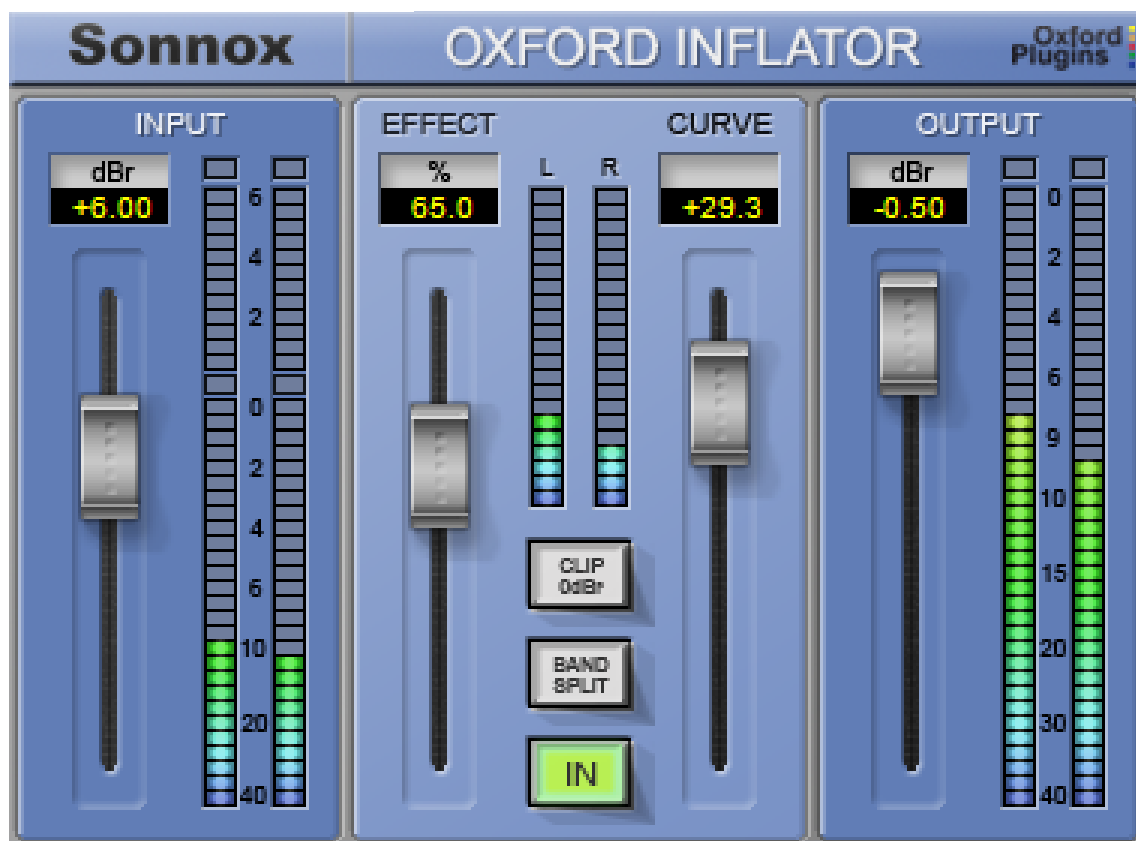 Sonnox
OXFORD INFLATOR
Oxford
Plugins
INPUT
dBr
+6.00
6
4
2
0
2
4
6
10
20
40
EFFECT
%
65.0
L
R
CURVE
+29.3
CLIP
0dBr
BAND
SPLIT
IN
OUTPUT
dBr
-0.50
0
2
4
6
9
10
15
20
30
40